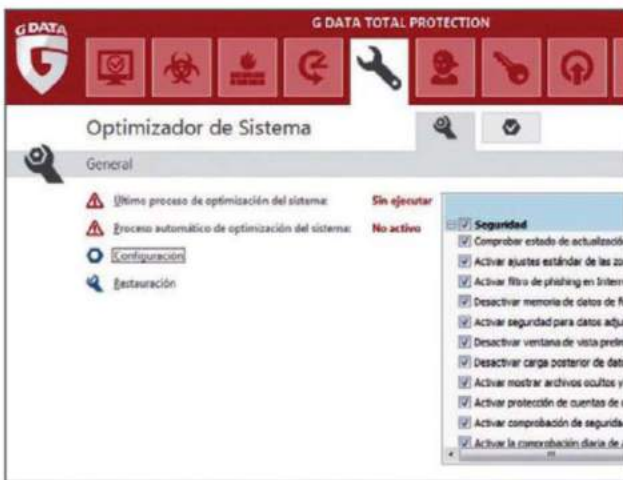 G DATA
G DATA TOTAL PROTECTION
Optimizador de Sistema
General
Último proceso de optimización del sistema: Sin ejecutar
Proceso automático de optimización del sistema: No activo
Configuración
Restauración
Seguridad
Comprobar estado de actualizació
Activar ajustes estándar de las zo
Activar filtro de phishing en Intern
Desactivar memoria de datos de f
Activar seguridad para datos adju
Desactivar ventana de vista prelim
Desactivar carga posterior de dat
Activar mostrar archivos ocultos y
Activar protección de cuentas de
Activar comprobación de segurida
Activar la comprobación diaria de